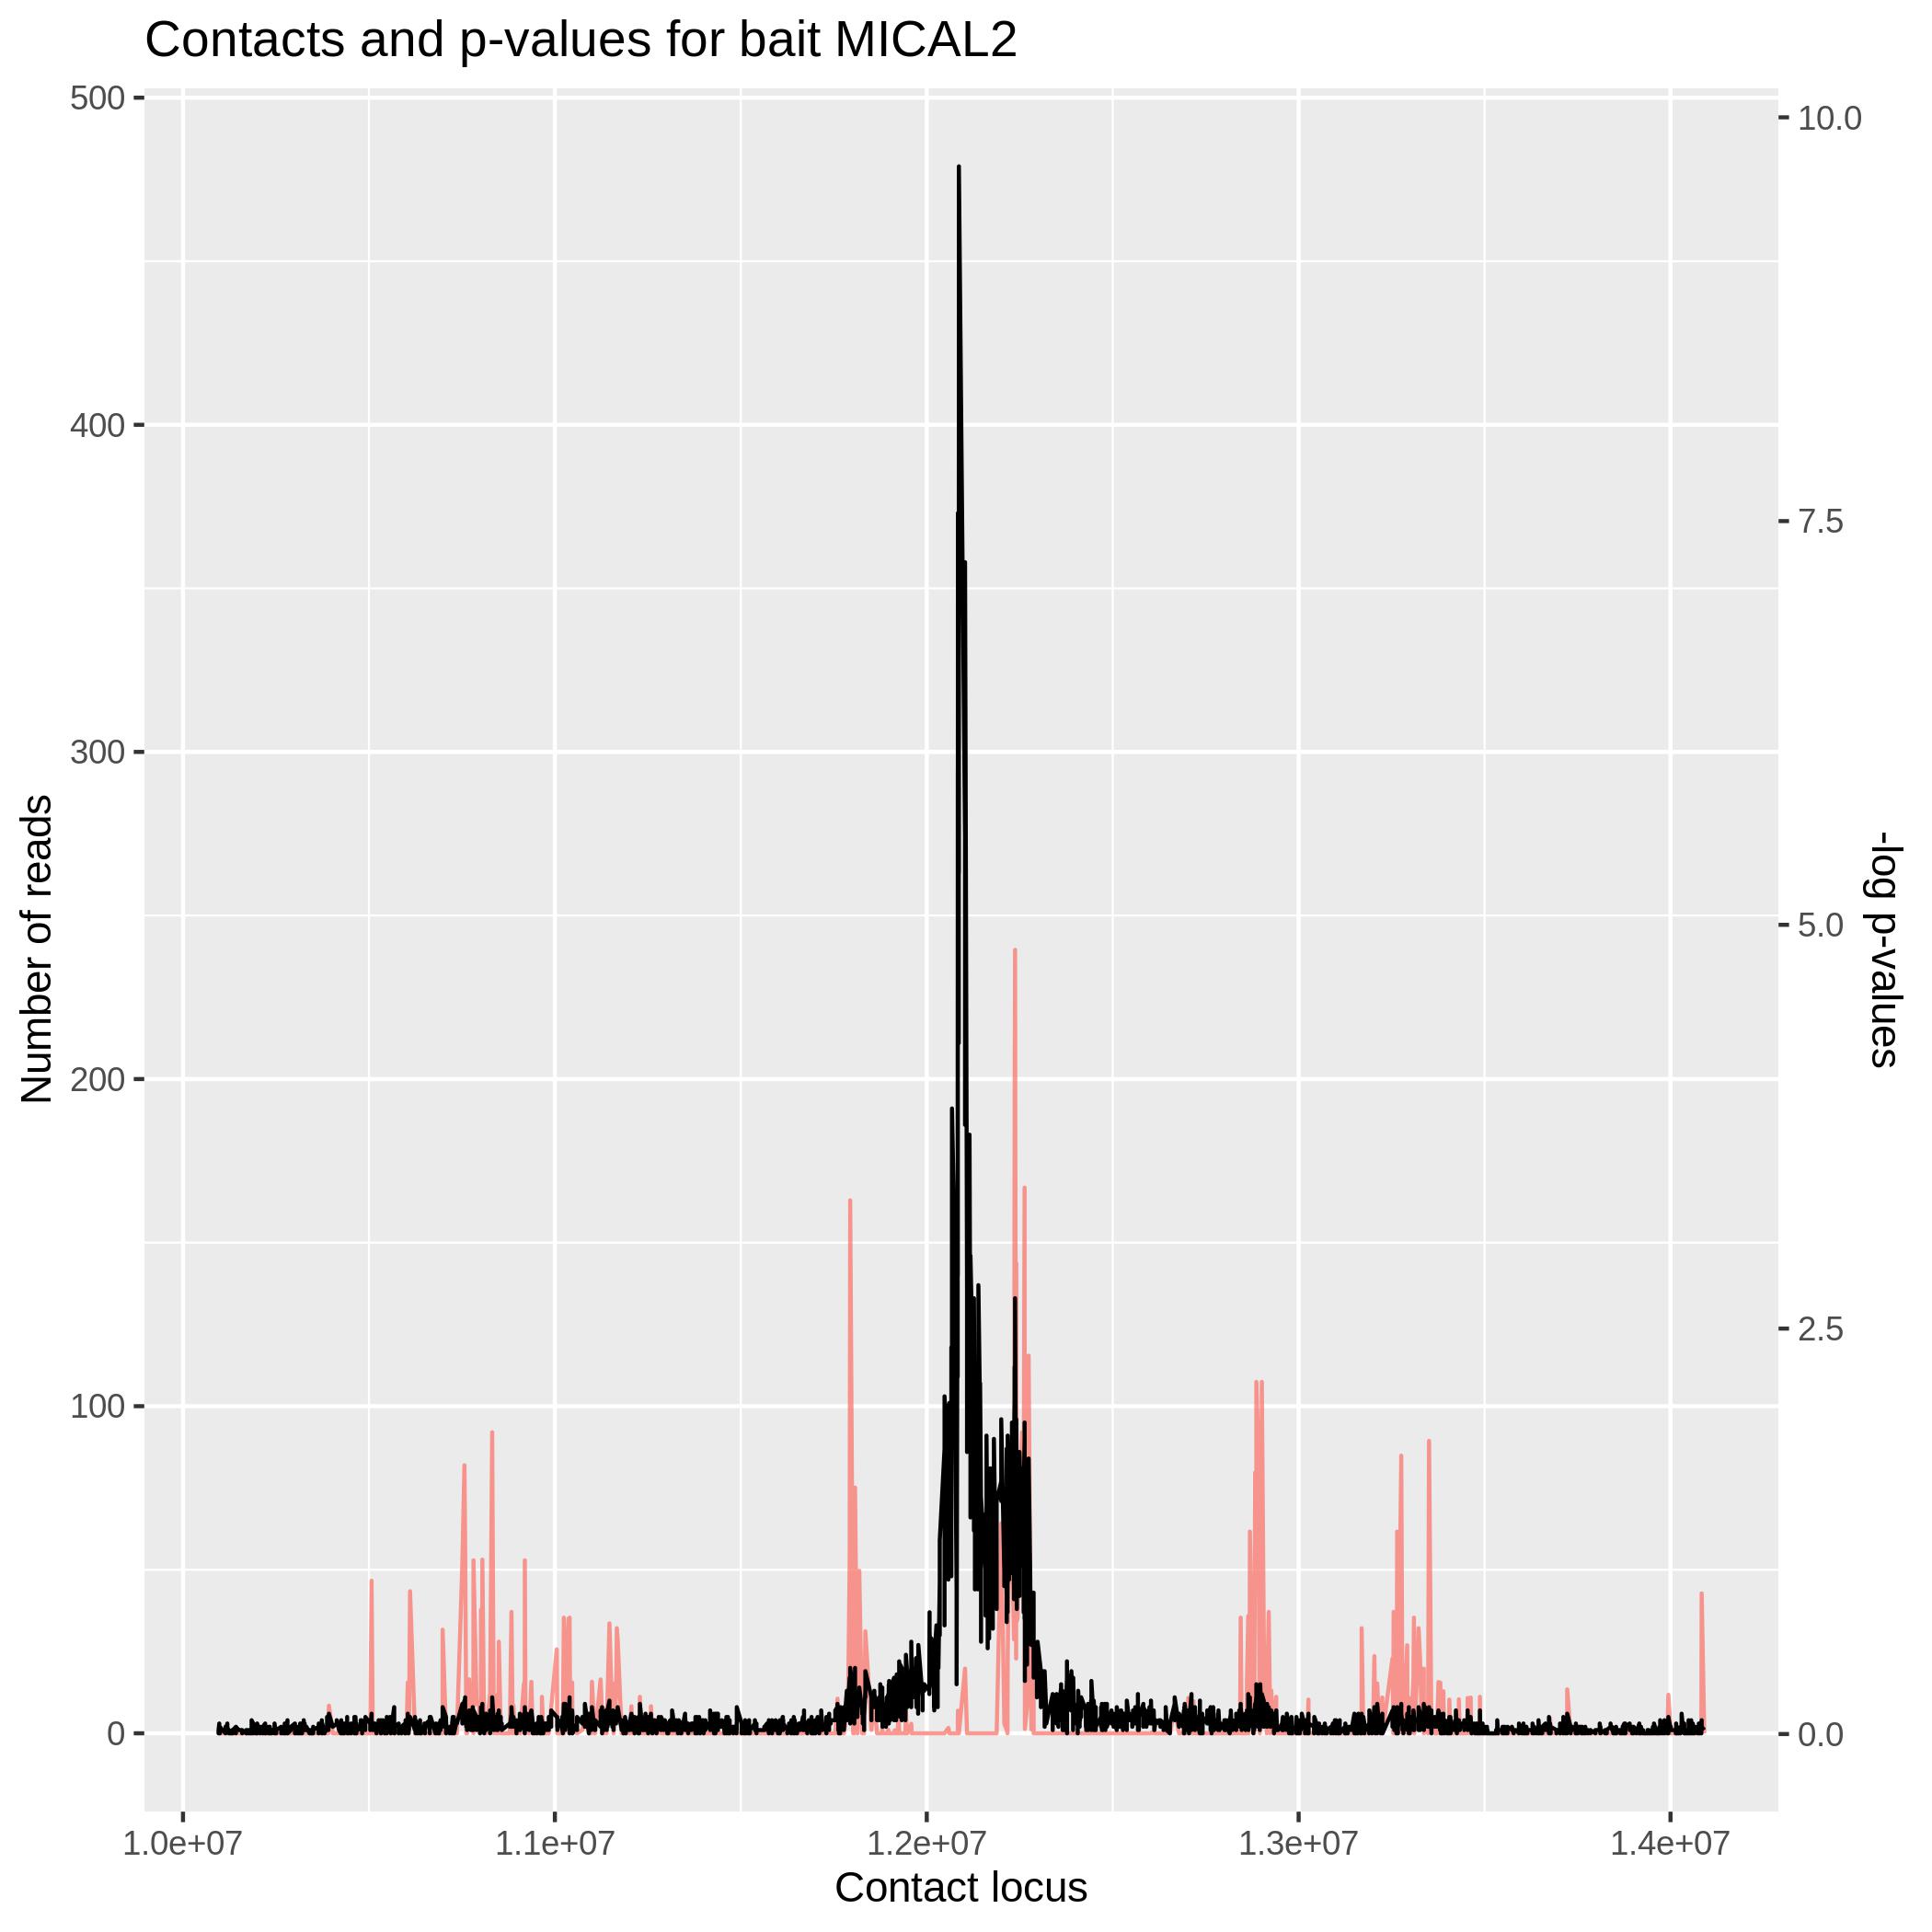 Contacts and p-values for bait MICAL2
500
400
300
200
100
0
Number of reads
10.0
7.5
5.0
2.5
0.0
-log p-values
1.0e+07 1.1e+07 1.2e+07 1.3e+07 1.4e+07
Contact locus